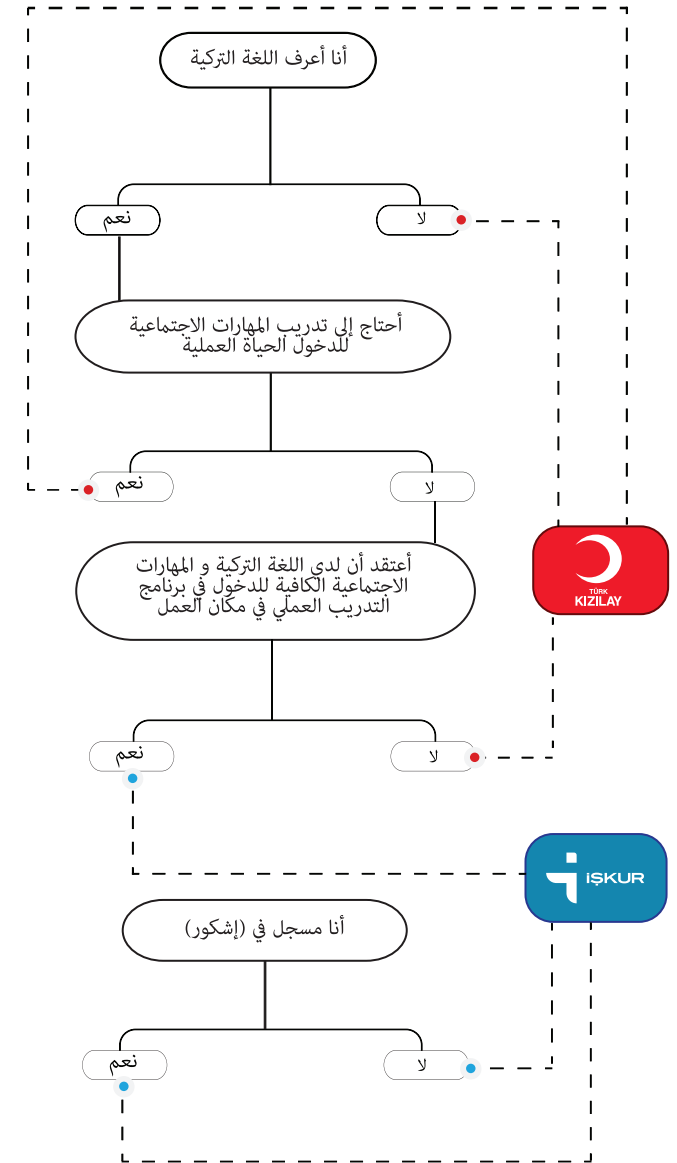 أنا أعرف اللغة التركية
نعم
لا
أحتاج إلى تدريب المهارات الاجتماعية
للدخول الحياة العملية
نعم
لا
أعتقد أن لدي اللغة التركية و المهارات
الاجتماعية الكافية للدخول في برنامج
التدريب العملي في مكان العمل
TÜRK
KIZILAY
نعم
لا
İŞKUR
أنا مسجل في (إشكور)
نعم
لا